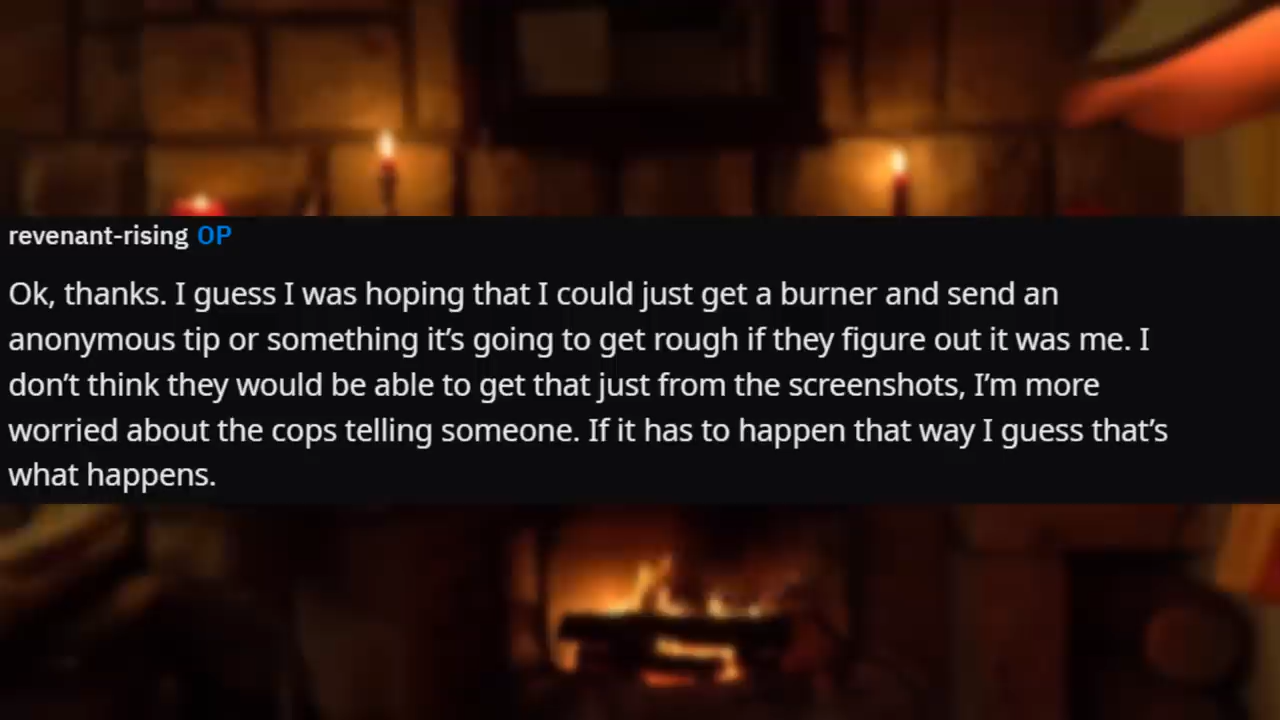 revenant-rising OP
Ok, thanks. I guess I was hoping that I could just get a burner and send an
anonymous tip or something it’s going to get rough if they figure out it was me. I
don’t think they would be able to get that just from the screenshots, I’m more
worried about the cops telling someone. If it has to happen that way I guess that’s
what happens.